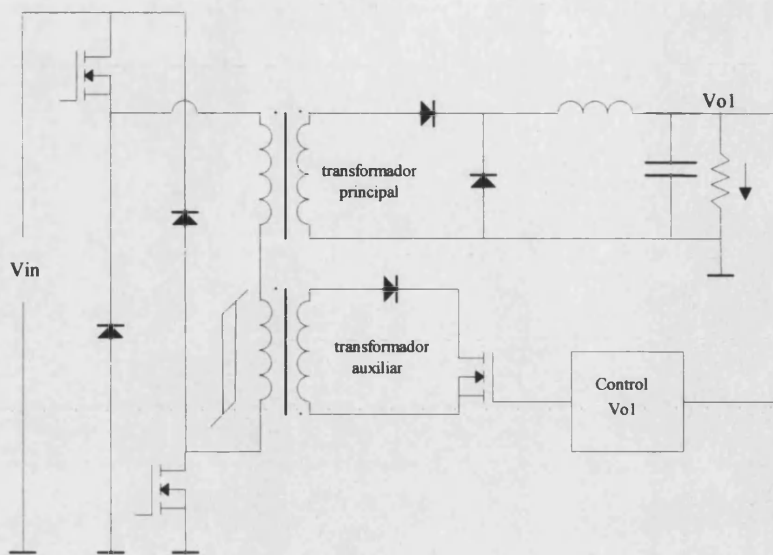 Vo1
transformador
principal
Vin
transformador
auxiliar
Control
Vo1